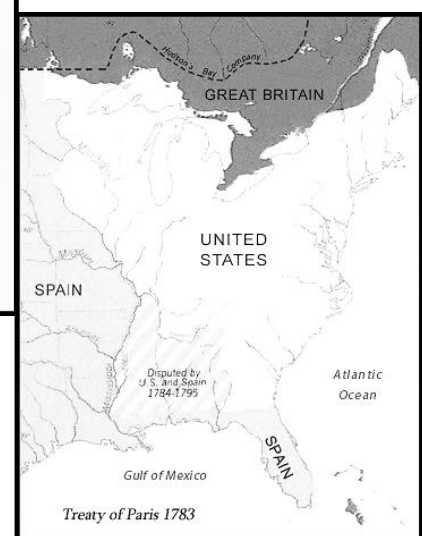 Hudson's Bay Company
GREAT BRITAIN
UNITED
STATES
SPAIN
Disputed by
U.S. and Spain
1784-1795
Atlantic
Ocean
SPAIN
Gulf of Mexico
Treaty of Paris 1783